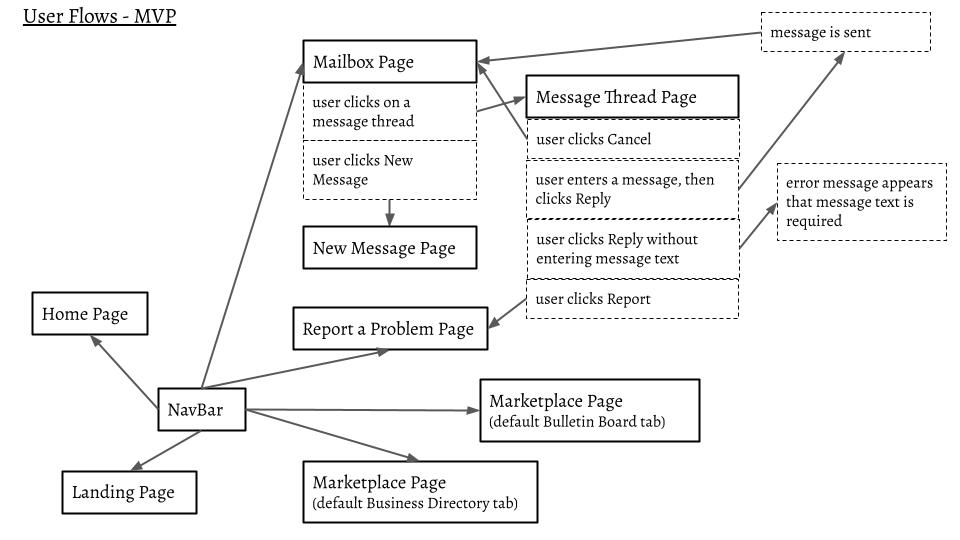 User Flows - MVP
message is sent
Mailbox Page
user clicks on a
message thread
user clicks New
Message
New Message Page
Message Thread Page
user clicks Cancel
user enters a message, then
clicks Reply
user clicks Reply without
entering message text
user clicks Report
error message appears
that message text is
required
Home Page
Report a Problem Page
NavBar
Marketplace Page
(default Bulletin Board tab)
Landing Page
Marketplace Page
(default Business Directory tab)